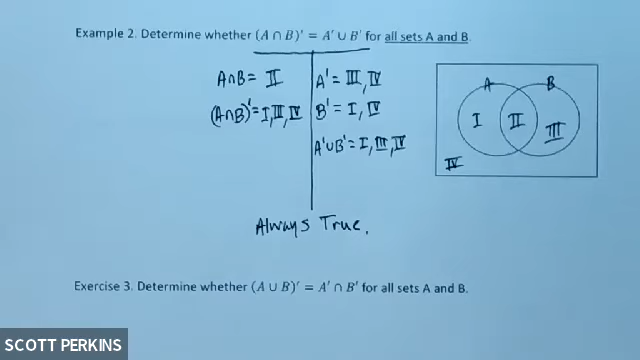 Example 2. Determine whether (A ∩ B)′ = A′ ∪ B′ for all sets A and B.
A∩B = II
(A∩B)′ = I, III, IV
A′ = III, IV
B′ = I, IV
A′∪B′ = I, III, IV
A B
I II III
IV
Always True.
Exercise 3. Determine whether (A ∪ B)′ = A′ ∩ B′ for all sets A and B.
SCOTT PERKINS